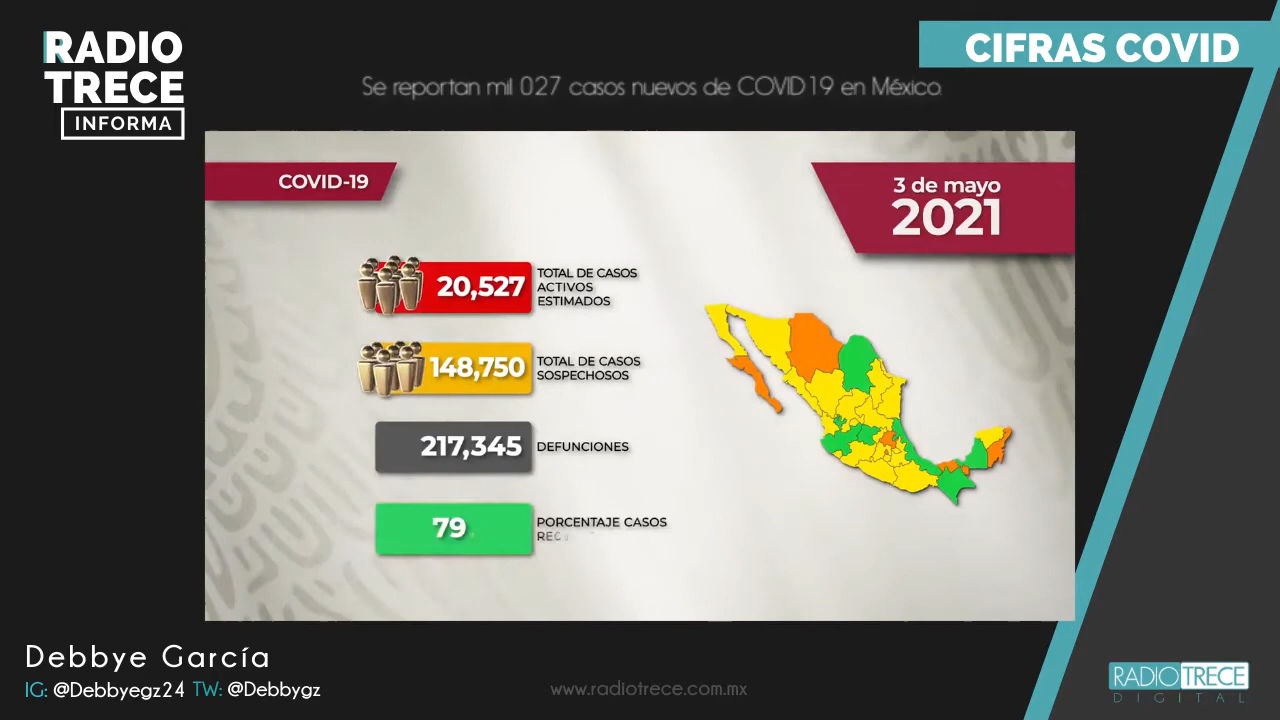 RADIO
TRECE
INFORMA
CIFRAS COVID
Se reportan mil 027 casos nuevos de COVID19 en México.
COVID-19
3 de mayo
2021
20,527
TOTAL DE CASOS
ACTIVOS
ESTIMADOS
148,750
TOTAL DE CASOS
SOSPECHOSOS
217,345
DEFUNCIONES
79
PORCENTAJE CASOS
Debbye García
IG: @Debbyegz24 TW: @Debbygz
www.radiotrece.com.mx
RADIO TRECE
DIGITAL